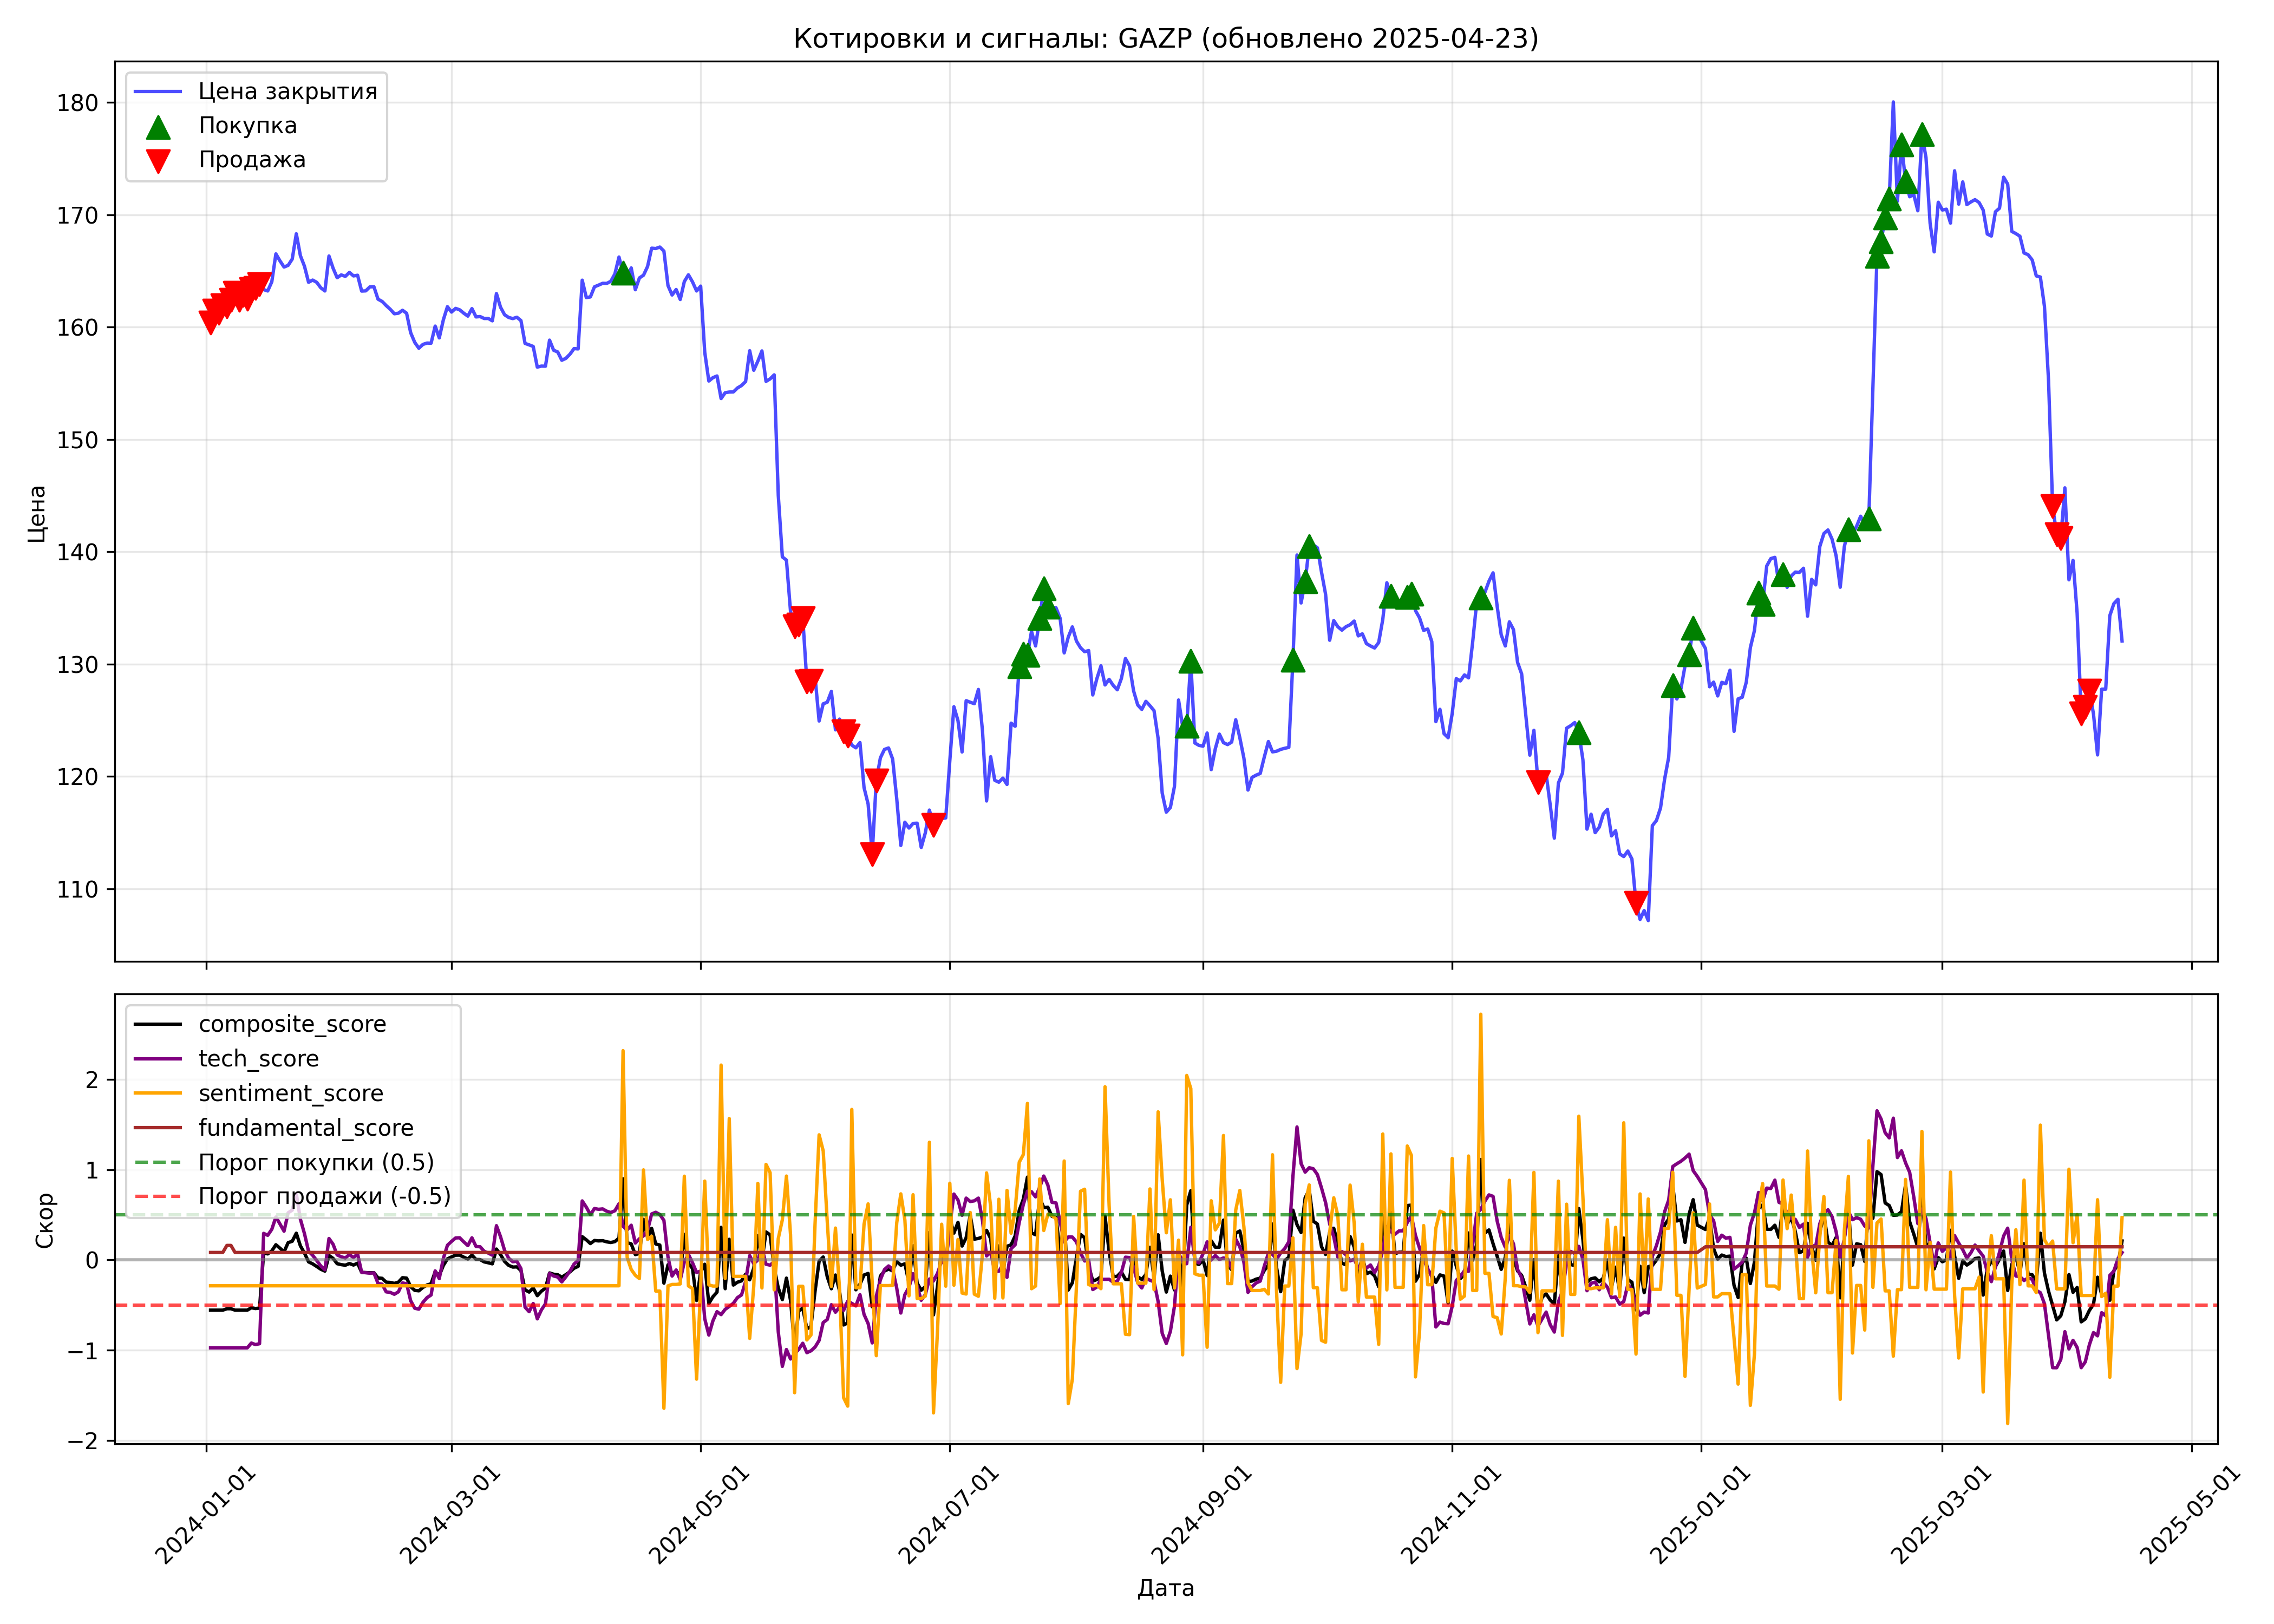 Котировки и сигналы: GAZP (обновлено 2025-04-23)
Цена закрытия
Покупка
Продажа
180
170
160
150
140
130
120
110
Цена
composite_score
tech_score
sentiment_score
fundamental_score
Порог покупки (0.5)
Порог продажи (-0.5)
2
1
0
−1
−2
Скор
2024-01-01
2024-03-01
2024-05-01
2024-07-01
2024-09-01
2024-11-01
2025-01-01
2025-03-01
2025-05-01
Дата